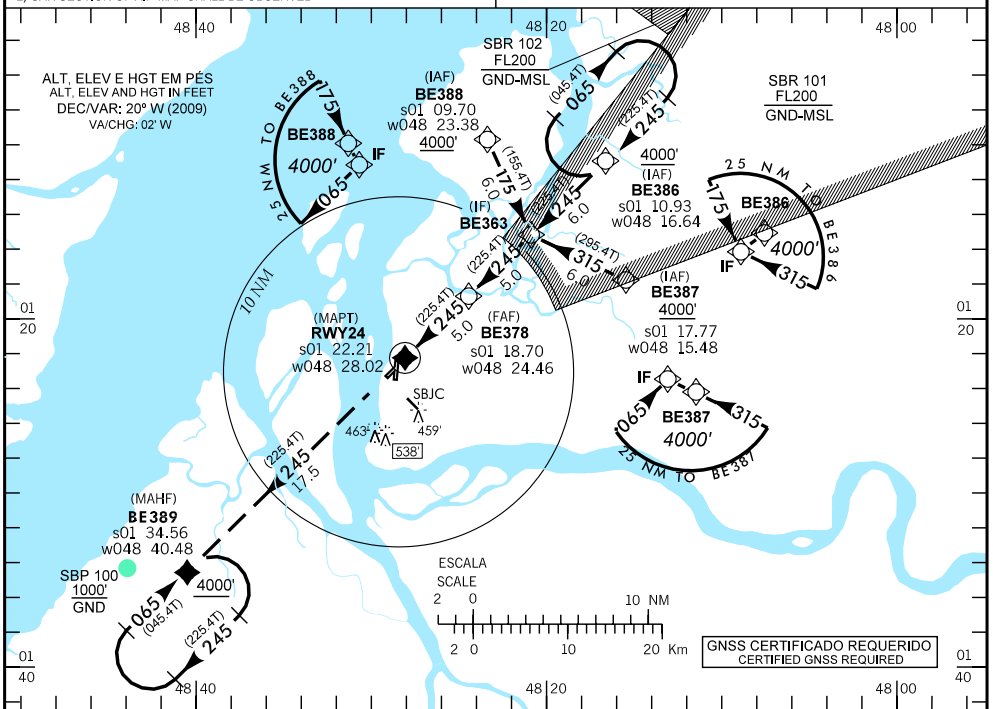 48 40
48 20
48 00
ALT, ELEV E HGT EM PÉS
ALT, ELEV AND HGT IN FEET
DEC/VAR: 20° W (2009)
VA/CHG: 02' W
25 NM TO BE388
175
BE388
4000'
IF
065
(IAF)
BE388
s01 09.70
w048 23.38
4000'
(155.4T)
175
6.0
SBR 102
FL200
GND-MSL
(045.4T)
065
(225.4T)
245
SBR 101
FL200
GND-MSL
4000'
(IAF)
BE386
s01 10.93
w048 16.64
(225.4T)
245
6.0
25 NM TO BE386
175
BE386
4000'
IF
315
(IF)
BE363
(295.4T)
315
6.0
(IAF)
BE387
4000'
s01 17.77
w048 15.48
(225.4T)
245
5.0
10 NM
(FAF)
BE378
s01 18.70
w048 24.46
(225.4T)
245
5.0
(MAPT)
RWY24
s01 22.21
w048 28.02
01
20
01
20
SBJC
463'
459'
538'
IF
065
BE387
315
4000'
25 NM TO BE387
(225.4T)
245
17.5
(MAHF)
BE389
s01 34.56
w048 40.48
SBP 100
1000'
GND
4000'
065
(045.4T)
(225.4T)
245
ESCALA
SCALE
2 0 10 NM
2 0 10 20 Km
GNSS CERTIFICADO REQUERIDO
CERTIFIED GNSS REQUIRED
01
40
01
40
48 40
48 20
48 00